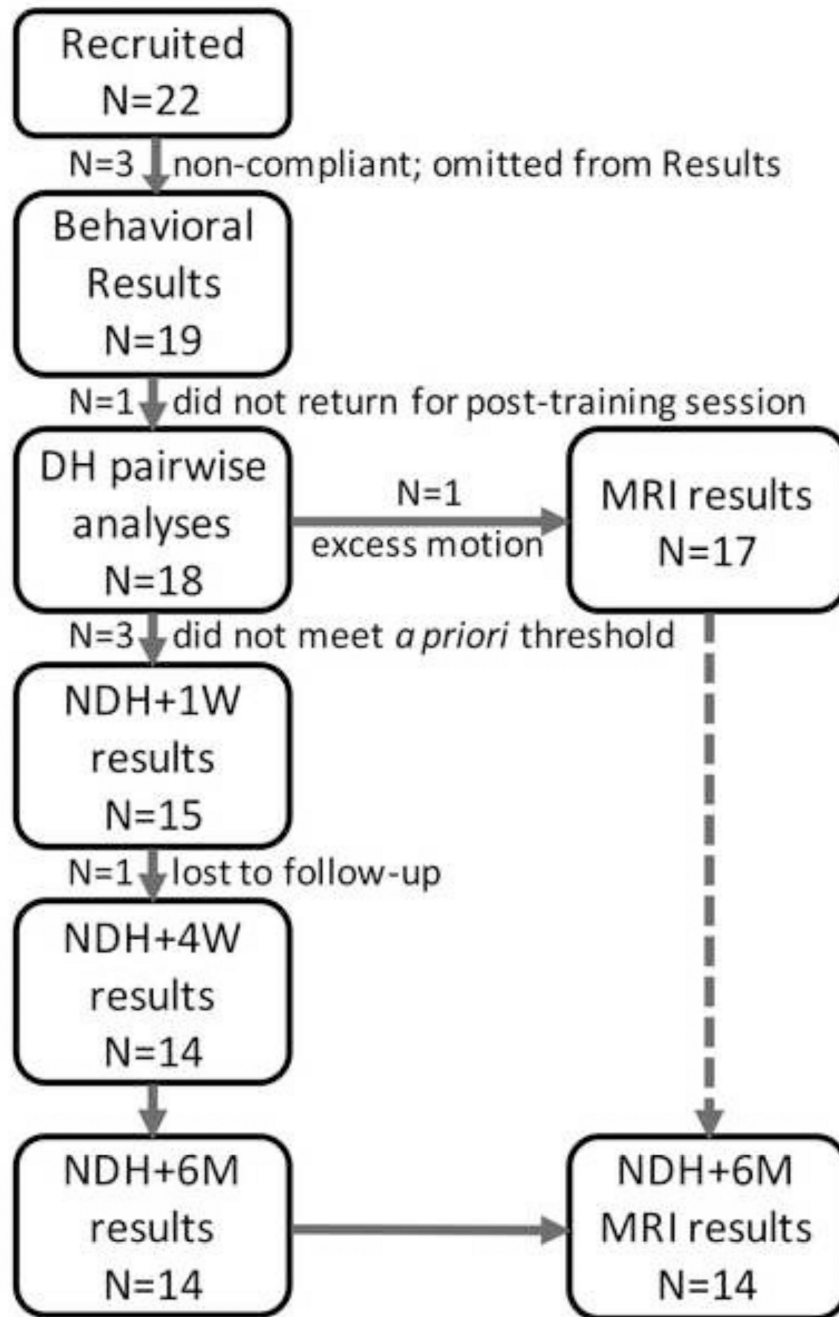 Recruited
N=22
N=3 non-compliant; omitted from Results
Behavioral
Results
N=19
N=1 did not return for post-training session
DH pairwise
analyses
N=18
N=1
excess motion
MRI results
N=17
N=3 did not meet a priori threshold
NDH+1W
results
N=15
N=1 lost to follow-up
NDH+4W
results
N=14
NDH+6M
results
N=14
NDH+6M
MRI results
N=14